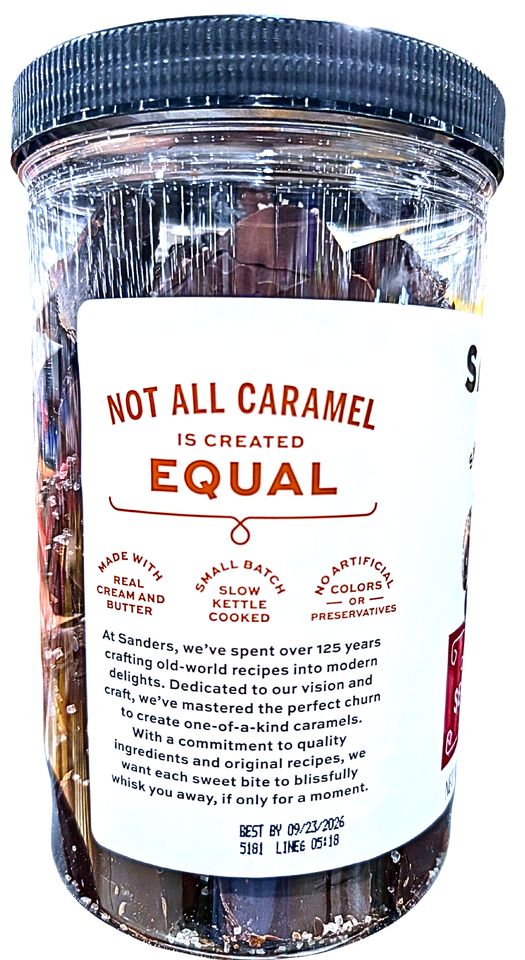 NOT ALL CARAMEL
IS CREATED
EQUAL
MADE WITH
REAL
CREAM AND
BUTTER
SMALL BATCH
SLOW
KETTLE
COOKED
NO ARTIFICIAL
COLORS
— OR —
PRESERVATIVES
At Sanders, we've spent over 125 years
crafting old-world recipes into modern
delights. Dedicated to our vision and
craft, we've mastered the perfect churn
to create one-of-a-kind caramels.
With a commitment to quality
ingredients and original recipes, we
want each sweet bite to blissfully
whisk you away, if only for a moment.
BEST BY 09/23/2026
5181 LINE6 05:18